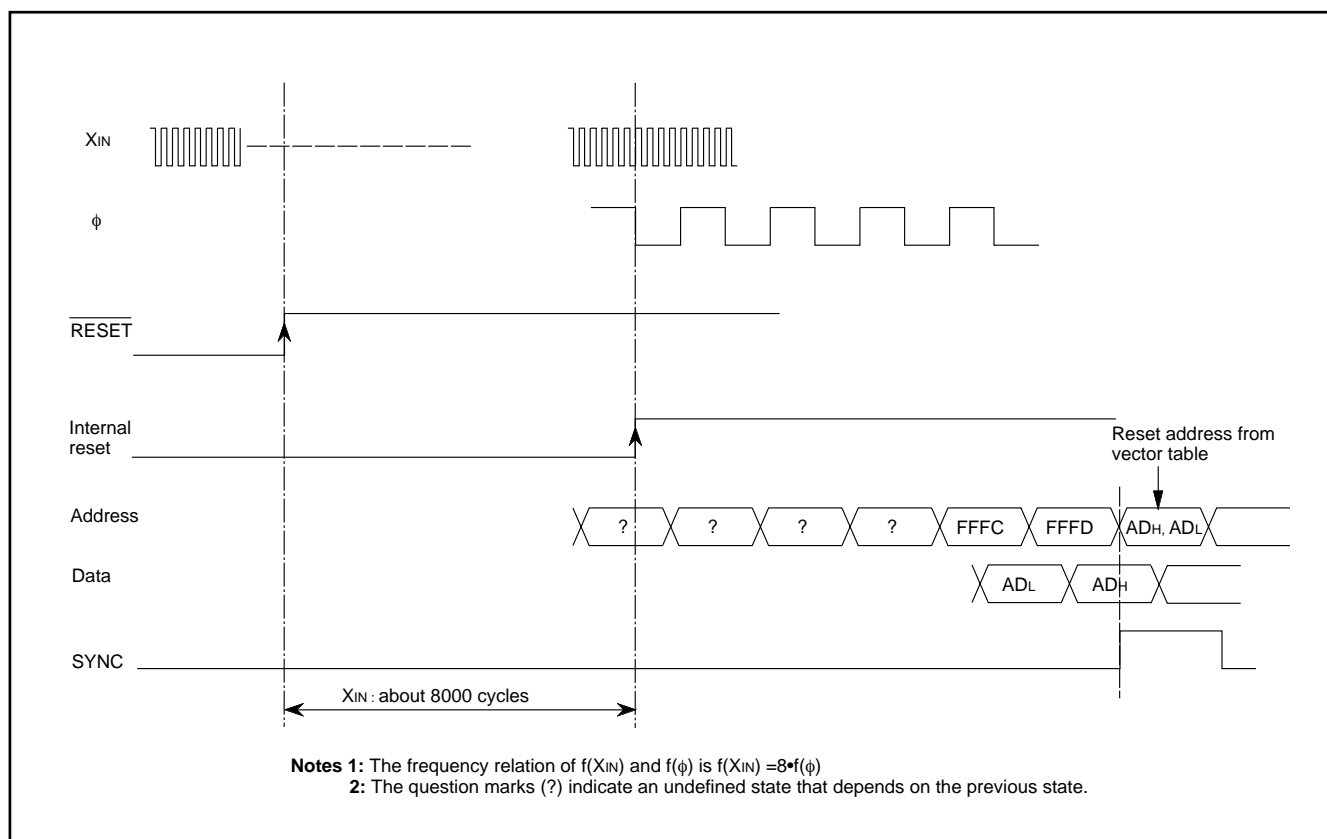 XIN
ϕ
RESET
Internal
reset
Reset address from
vector table
Address
? ? ? ? FFFC FFFD ADH, ADL
Data
ADL ADH
SYNC
XIN : about 8000 cycles
Notes 1: The frequency relation of f(XIN) and f(ϕ) is f(XIN) =8•f(ϕ)
2: The question marks (?) indicate an undefined state that depends on the previous state.